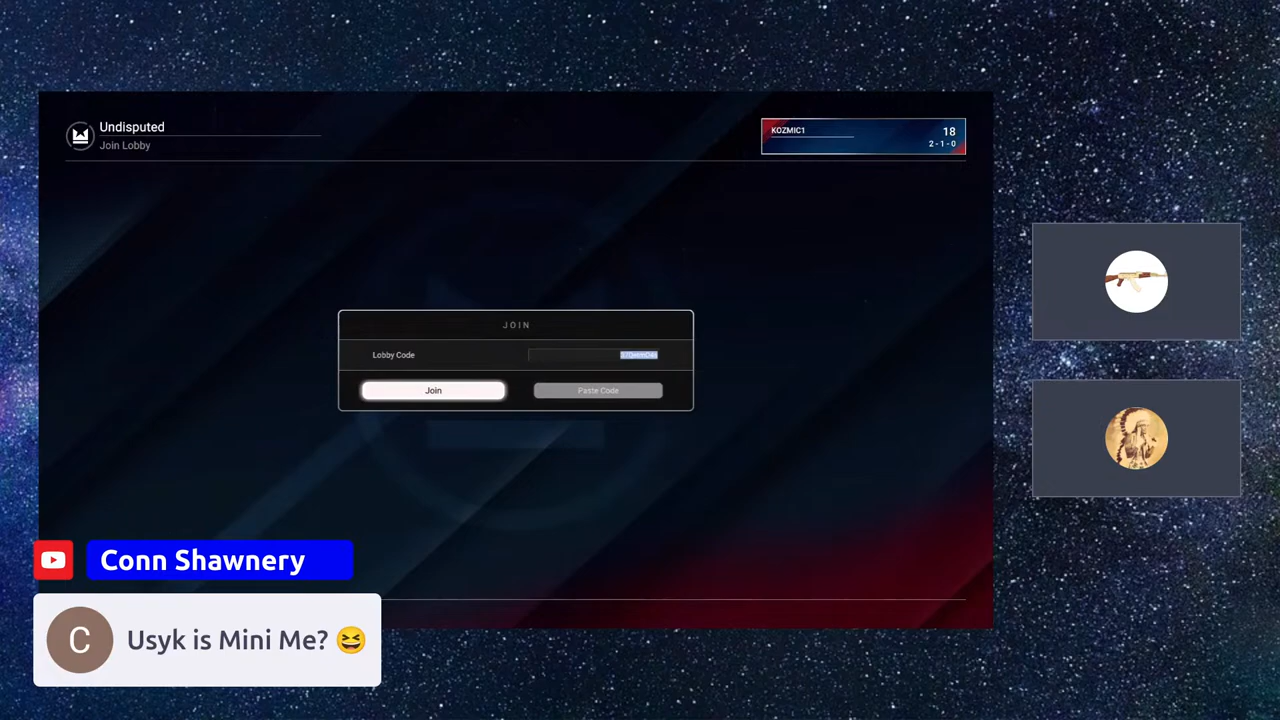 Undisputed
Join Lobby
KOZMIC1
18
2 - 1 - 0
JOIN
Lobby Code
Join
Paste Code
Conn Shawnery
C
Usyk is Mini Me? 😆